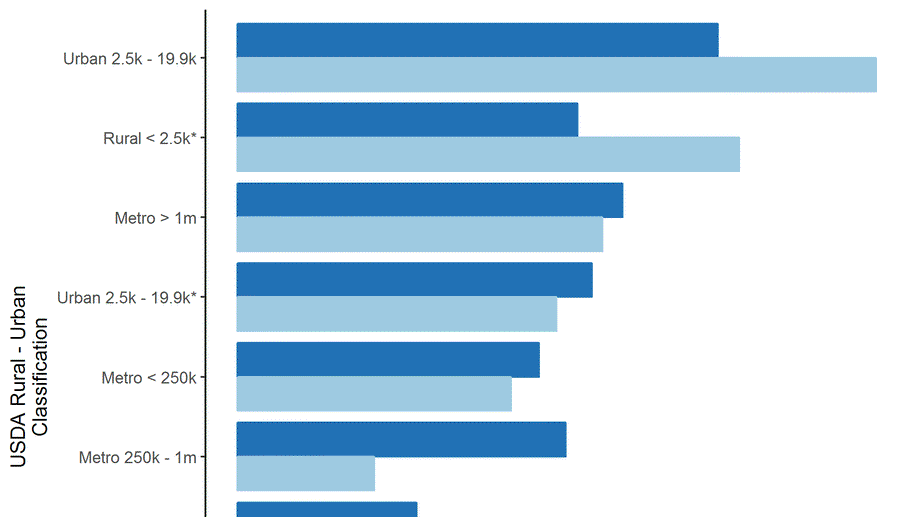 Urban 2.5k - 19.9k
Rural < 2.5k*
Metro > 1m
Urban 2.5k - 19.9k*
Metro < 250k
Metro 250k - 1m
USDA Rural - Urban
Classification